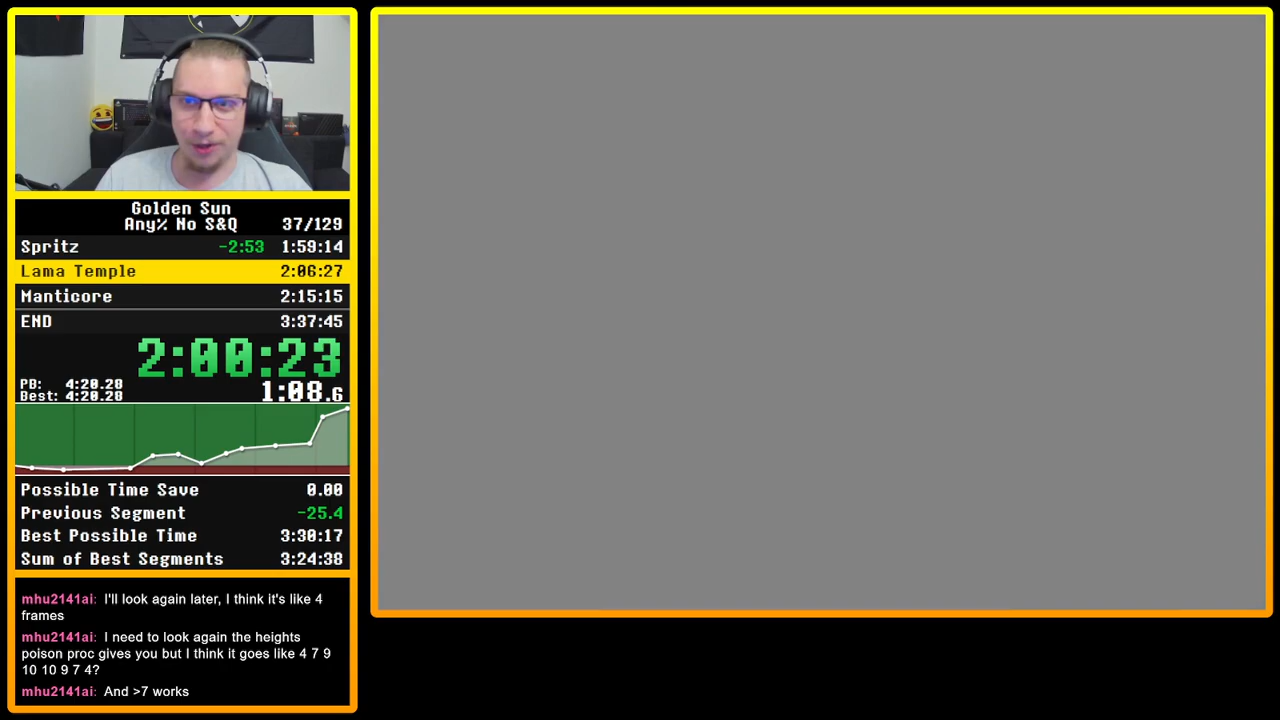 Golden Sun
Any% No S&Q 37/129
Spritz -2:53 1:59:14
Lama Temple 2:06:27
Manticore 2:15:15
END 3:37:45
2:00:23
PB: 4:20.28
Best: 4:20.28
1:08.6
Possible Time Save 0.00
Previous Segment -25.4
Best Possible Time 3:30:17
Sum of Best Segments 3:24:38
mhu2141ai: I'll look again later, I think it's like 4
frames
mhu2141ai: I need to look again the heights
poison proc gives you but I think it goes like 4 7 9
10 10 9 7 4?
mhu2141ai: And >7 works